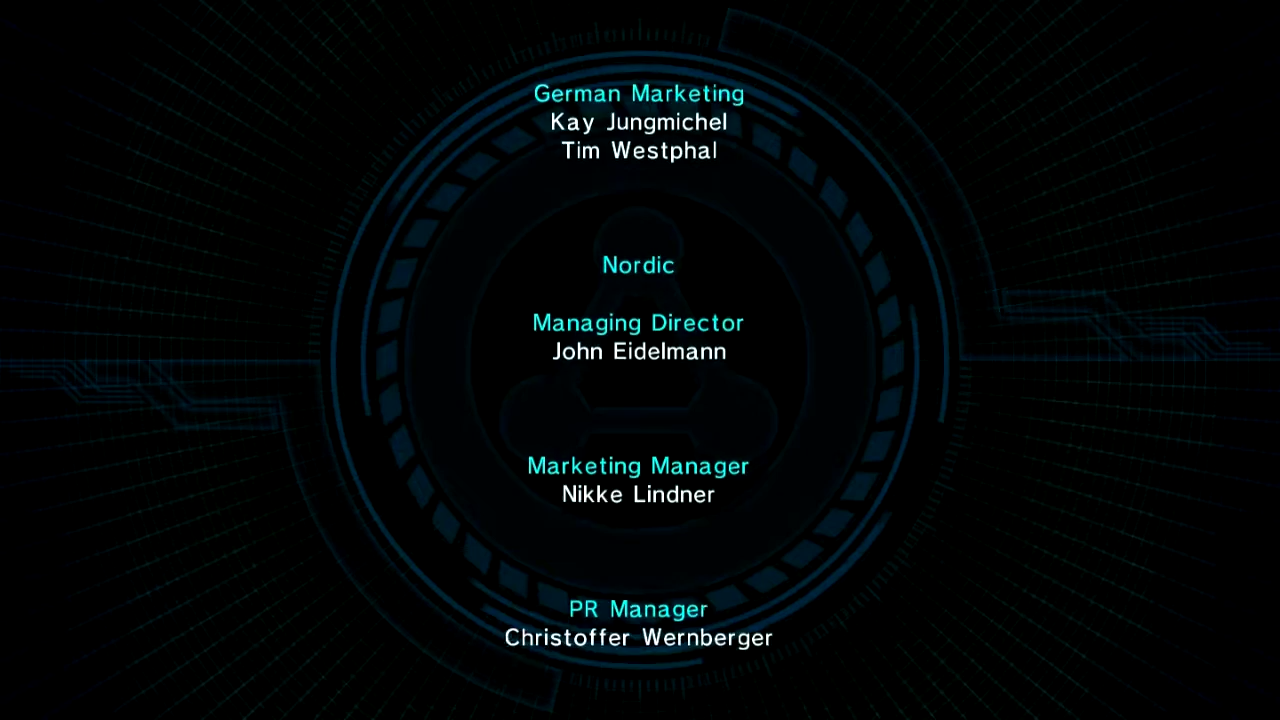 German Marketing
Kay Jungmichel
Tim Westphal
Nordic
Managing Director
John Eidelmann
Marketing Manager
Nikke Lindner
PR Manager
Christoffer Wernberger